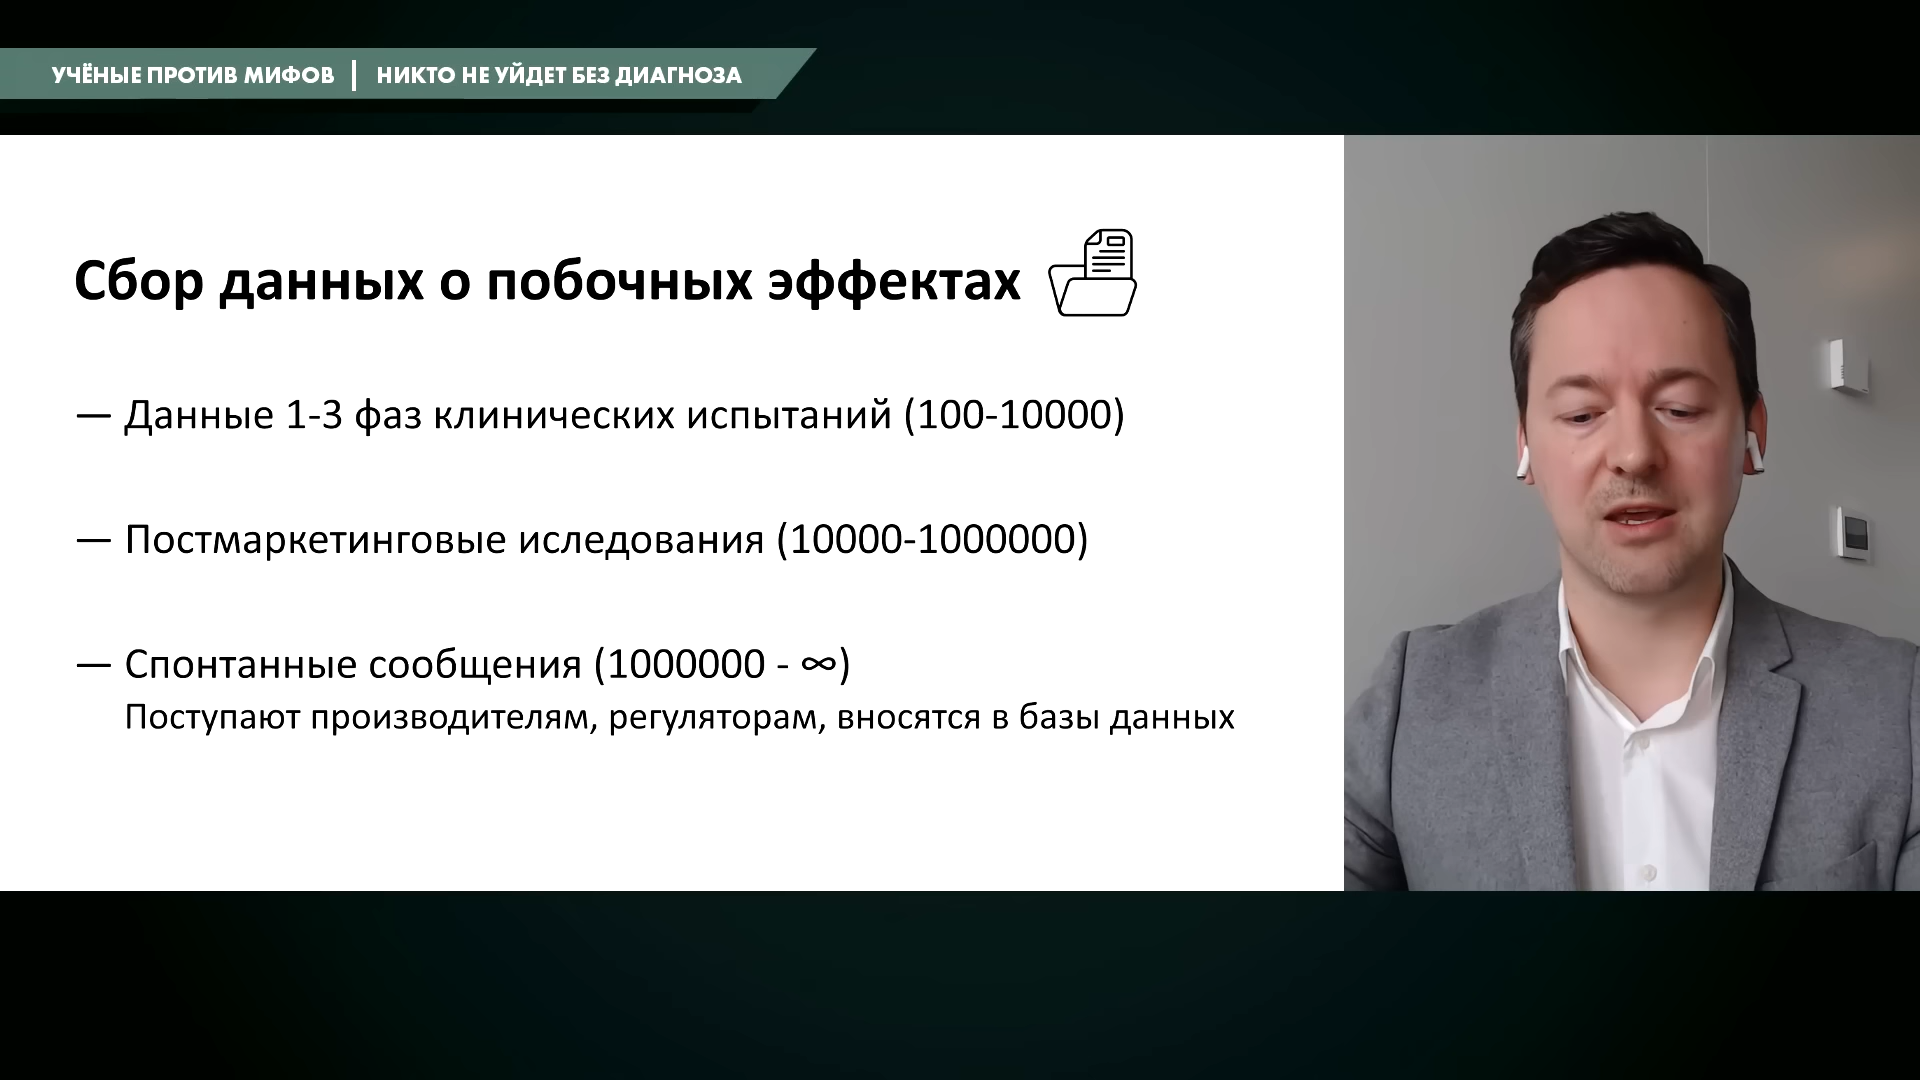 УЧЁНЫЕ ПРОТИВ МИФОВ | НИКТО НЕ УЙДЕТ БЕЗ ДИАГНОЗА
Сбор данных о побочных эффектах
— Данные 1-3 фаз клинических испытаний (100-10000)
— Постмаркетинговые иследования (10000-1000000)
— Спонтанные сообщения (1000000 - ∞)
Поступают производителям, регуляторам, вносятся в базы данных